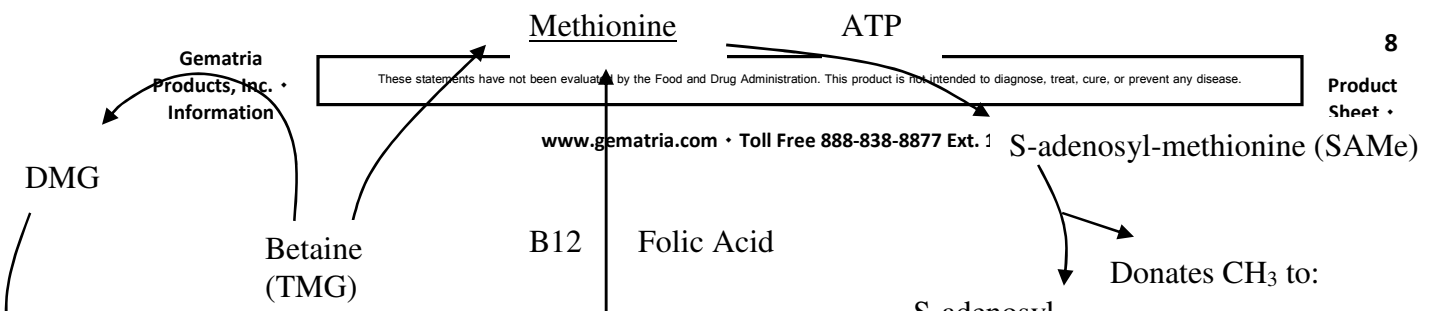 Methionine ATP
8
Gematria
Products, Inc. •
Information
These statements have not been evaluated by the Food and Drug Administration. This product is not intended to diagnose, treat, cure, or prevent any disease.
Product
Sheet •
www.gematria.com • Toll Free 888-838-8877 Ext. 1
S-adenosyl-methionine (SAMe)
DMG
Betaine
(TMG)
B12 Folic Acid
Donates CH₃ to:
S-adenosyl